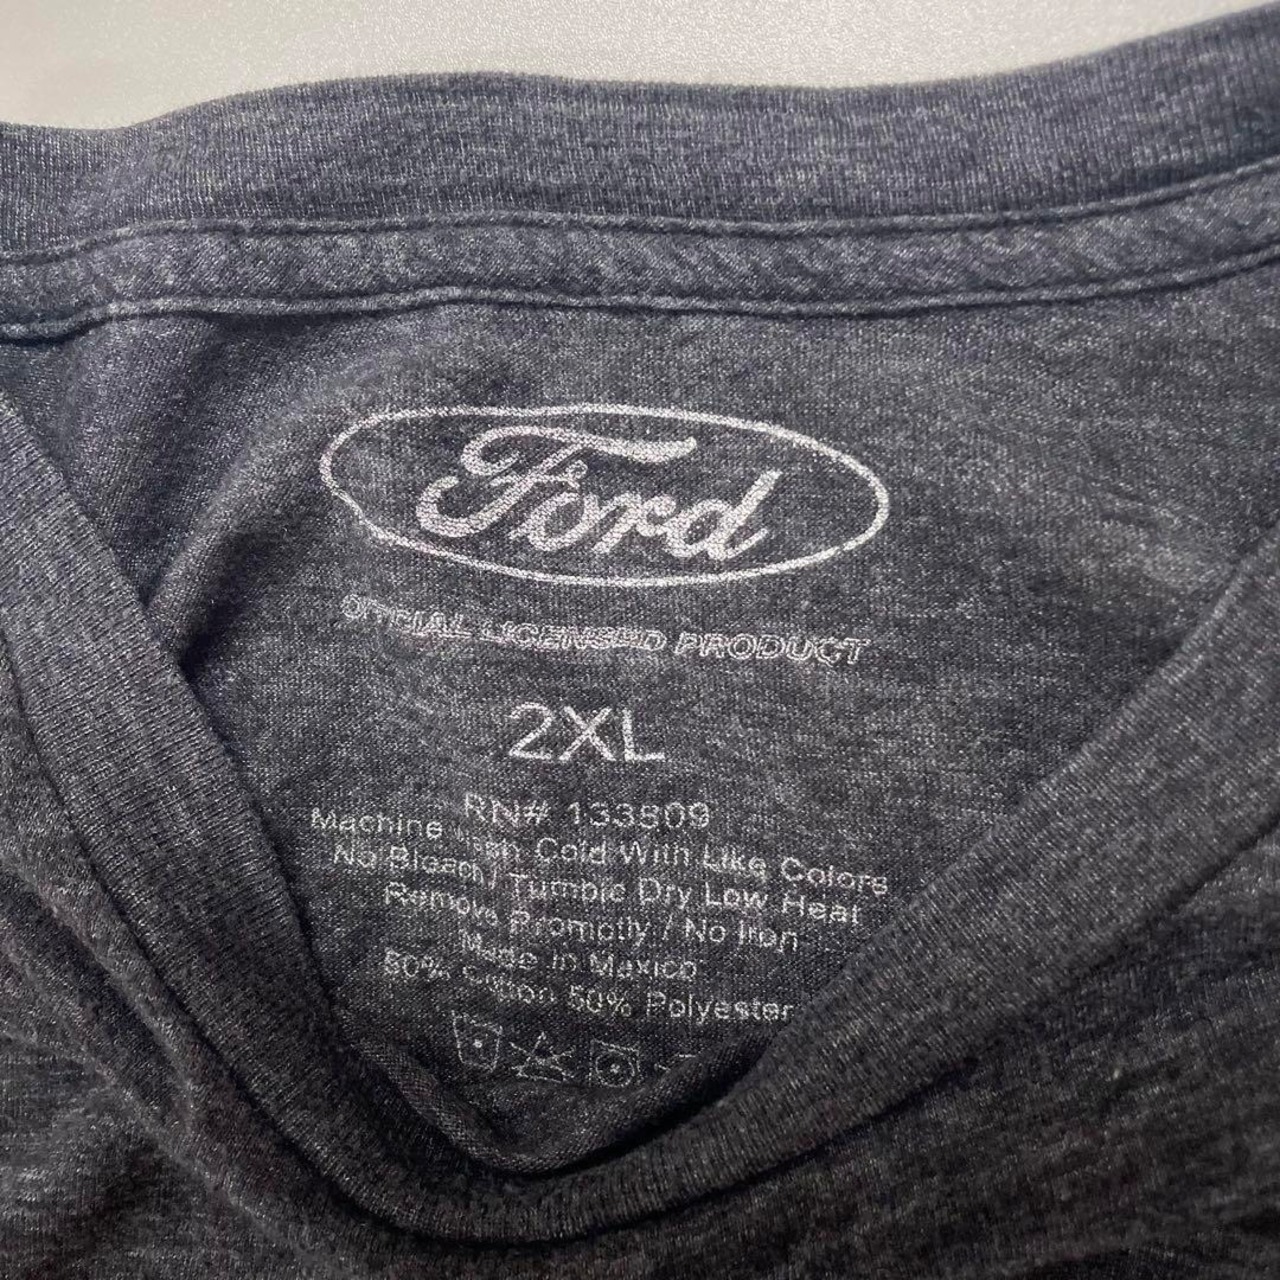 Ford
OFFICIAL LICENSED PRODUCT
2XL
RN# 133809
Machine Wash Cold With Like Colors
No Bleach / Tumble Dry Low Heat
Remove Promptly / No Iron
Made in Mexico
50% Cotton 50% Polyester